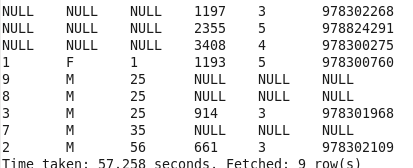 NULL NULL NULL 1197 3 978302268
NULL NULL NULL 2355 5 978824291
NULL NULL NULL 3408 4 978300275
1 F 1 1193 5 978300760
9 M 25 NULL NULL NULL
8 M 25 NULL NULL NULL
3 M 25 914 3 978301968
7 M 35 NULL NULL NULL
2 M 56 661 3 978302109
Time taken: 57.258 seconds, Fetched: 9 row(s)